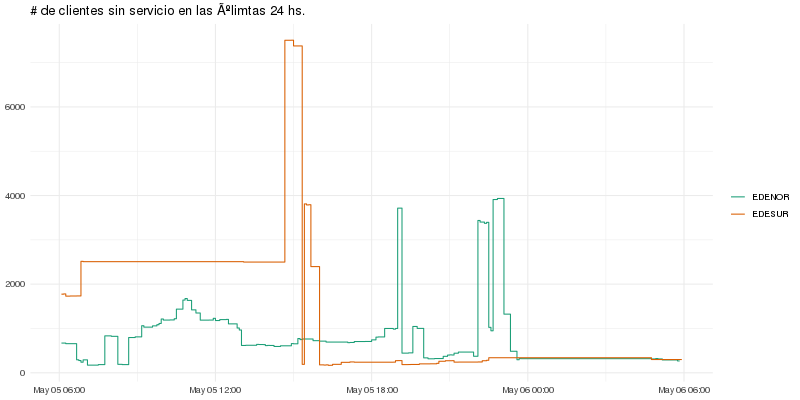 # de clientes sin servicio en las Ãºlimtas 24 hs.
6000
4000
2000
0
May 05 06:00
May 05 12:00
May 05 18:00
May 06 00:00
May 06 06:00
EDENOR
EDESUR